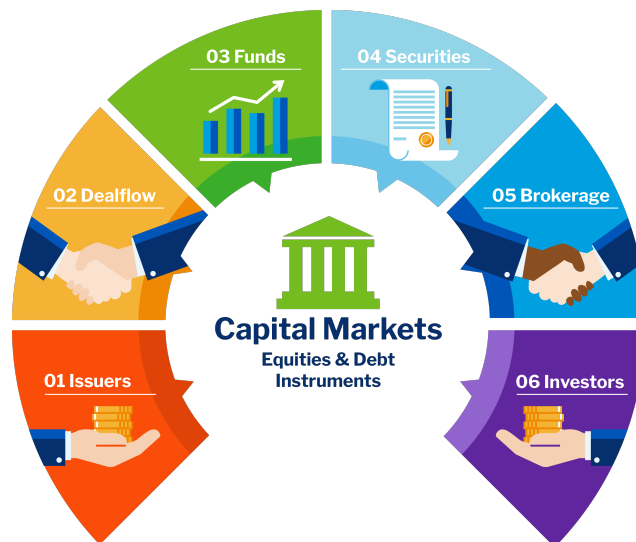 03 Funds
04 Securities
02 Dealflow
05 Brokerage
Capital Markets
Equities & Debt
Instruments
01 Issuers
06 Investors